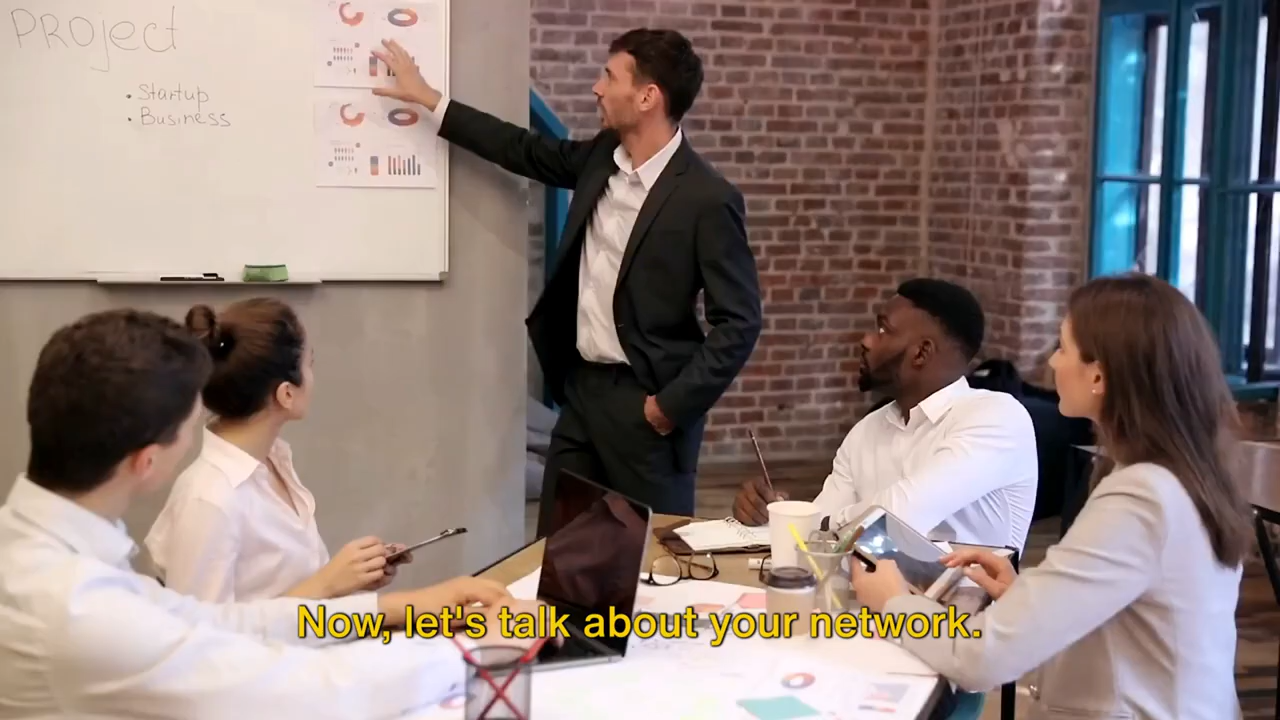 PROject
• Startup
• Business
Now, let's talk about your network.